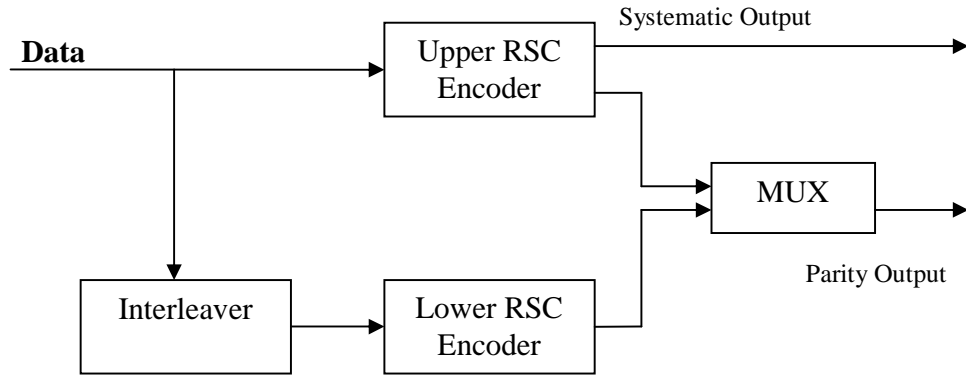 Systematic Output
Data
Upper RSC
Encoder
MUX
Parity Output
Interleaver
Lower RSC
Encoder